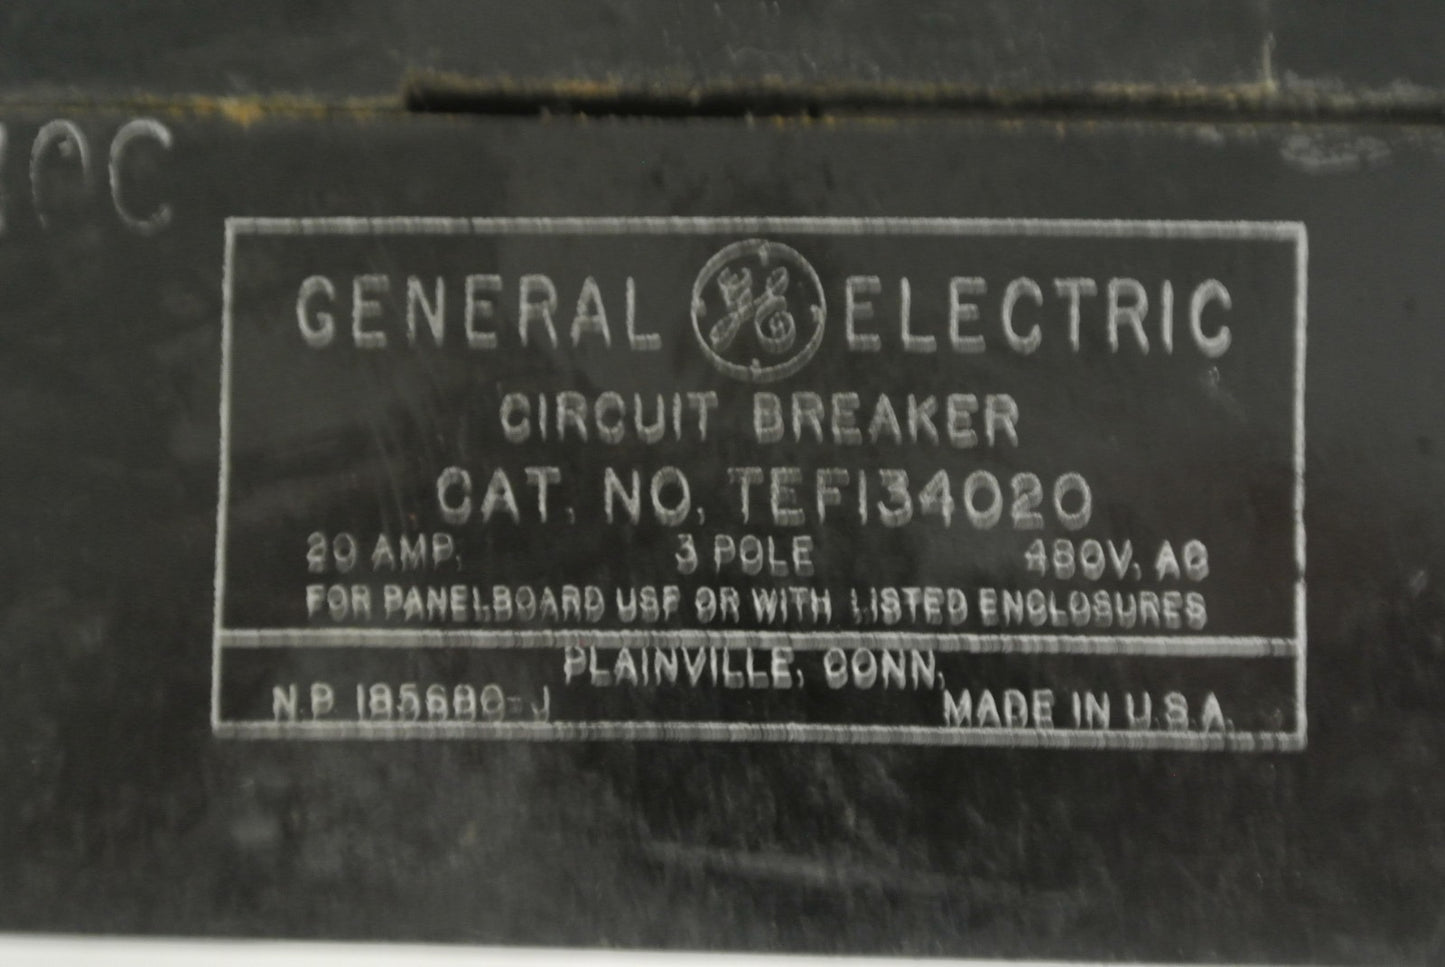 GENERAL GE ELECTRIC
CIRCUIT BREAKER
CAT. NO. TEF134020
20 AMP. 3 POLE 480V. AC
FOR PANELBOARD USE OR WITH LISTED ENCLOSURES
PLAINVILLE, CONN.
N.P. 185680-J MADE IN U.S.A.